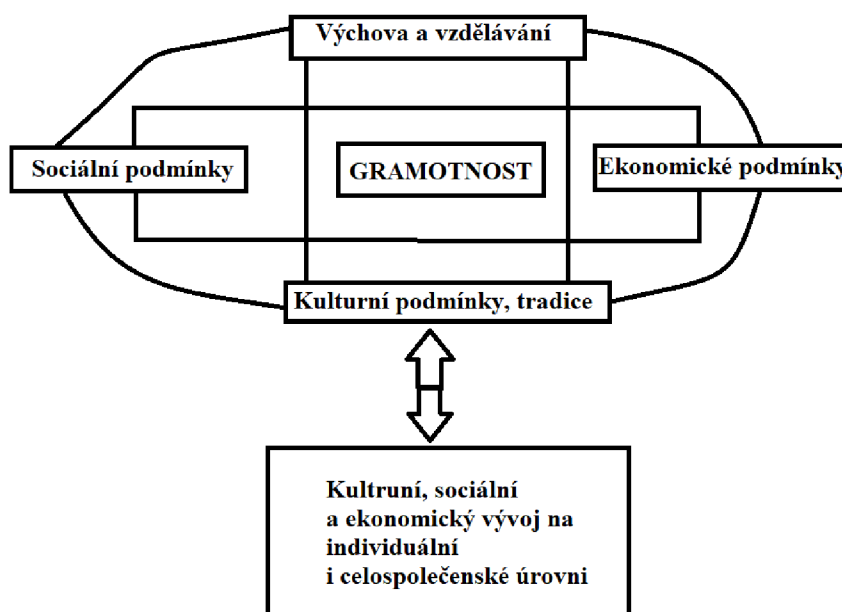 Výchova a vzdělávání
Sociální podmínky
GRAMOTNOST
Ekonomické podmínky
Kulturní podmínky, tradice
Kultruní, sociální
a ekonomický vývoj na
individuální
i celospolečenské úrovni